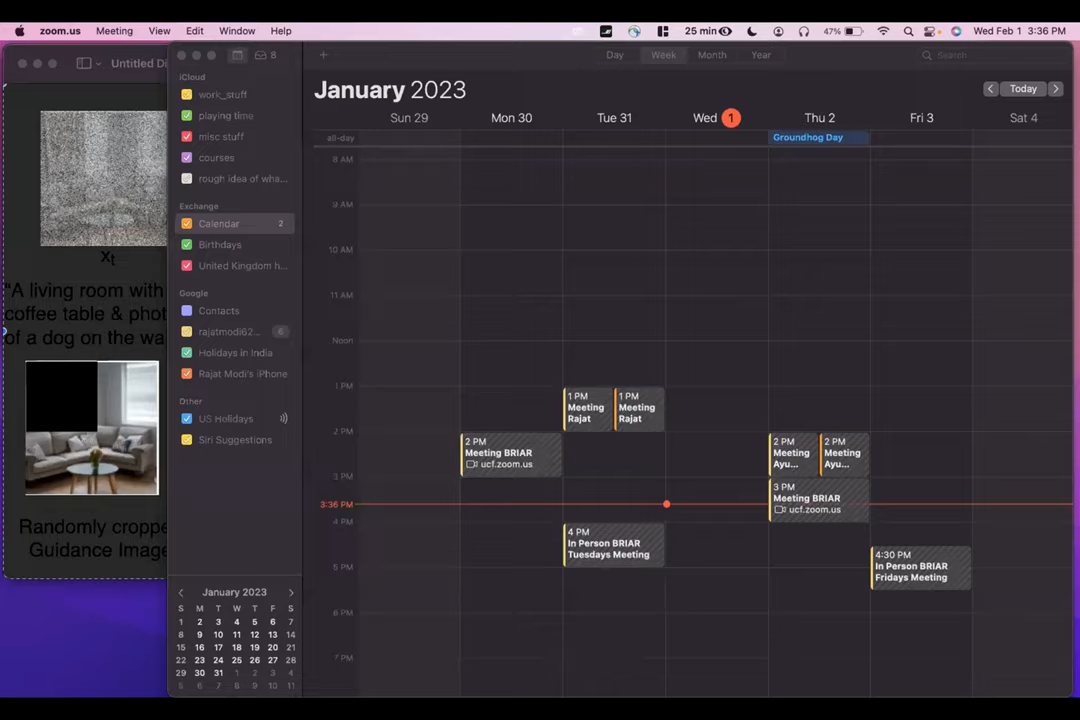 zoom.us Meeting View Edit Window Help
25 min
47%
Wed Feb 1 3:36 PM
Untitled Di
x_t
"A living room with
coffee table & phot
of a dog on the wa
Randomly croppe
Guidance Image
8
iCloud
work_stuff
playing time
misc stuff
courses
rough idea of wha...
Exchange
Calendar 2
Birthdays
United Kingdom h...
Google
Contacts
rajatmodi62... 6
Holidays in India
Rajat Modi's iPhone
Other
US Holidays
Siri Suggestions
January 2023
S M T W T F S
1 2 3 4 5 6 7
8 9 10 11 12 13 14
15 16 17 18 19 20 21
22 23 24 25 26 27 28
29 30 31 1 2 3 4
5 6 7 8 9 10 11
Day Week Month Year
Search
January 2023
Today
Sun 29 Mon 30 Tue 31 Wed 1 Thu 2 Fri 3 Sat 4
all-day
Groundhog Day
8 AM
9 AM
10 AM
11 AM
Noon
1 PM
2 PM
3 PM
3:36 PM
4 PM
5 PM
6 PM
7 PM
2 PM
Meeting BRIAR
ucf.zoom.us
1 PM
Meeting
Rajat
1 PM
Meeting
Rajat
4 PM
In Person BRIAR
Tuesdays Meeting
2 PM
Meeting
Ayu...
2 PM
Meeting
Ayu...
3 PM
Meeting BRIAR
ucf.zoom.us
4:30 PM
In Person BRIAR
Fridays Meeting